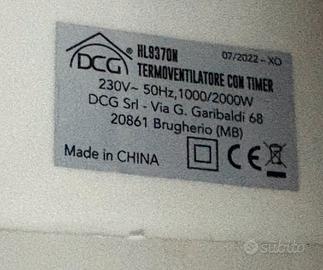 DCG® HL9370N 07/2022 - XO
TERMOVENTILATORE CON TIMER
230V~ 50Hz,1000/2000W
DCG Srl - Via G. Garibaldi 68
20861 Brugherio (MB)
Made in CHINA CE
subito